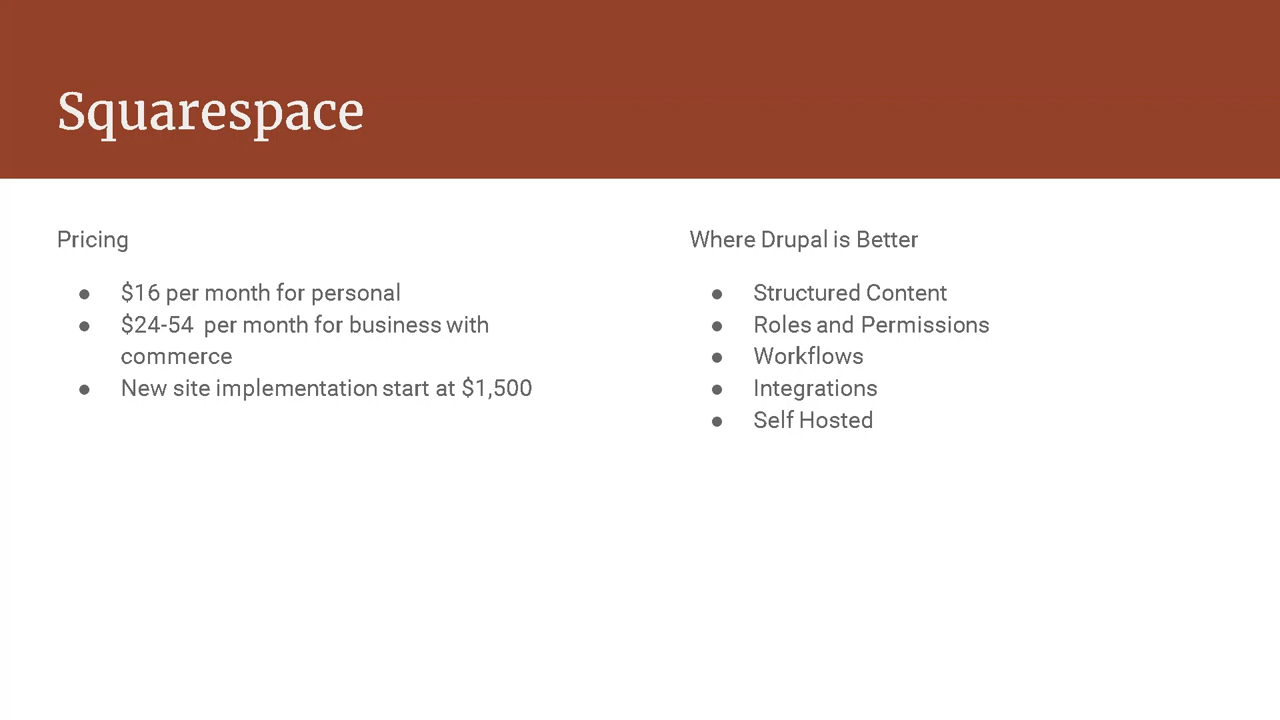 Squarespace
Pricing
● $16 per month for personal
● $24-54 per month for business with
commerce
● New site implementation start at $1,500
Where Drupal is Better
● Structured Content
● Roles and Permissions
● Workflows
● Integrations
● Self Hosted